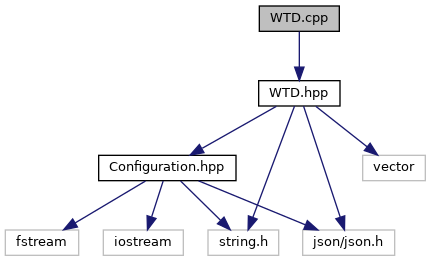 WTD.cpp
WTD.hpp
Configuration.hpp
vector
fstream
iostream
string.h
json/json.h